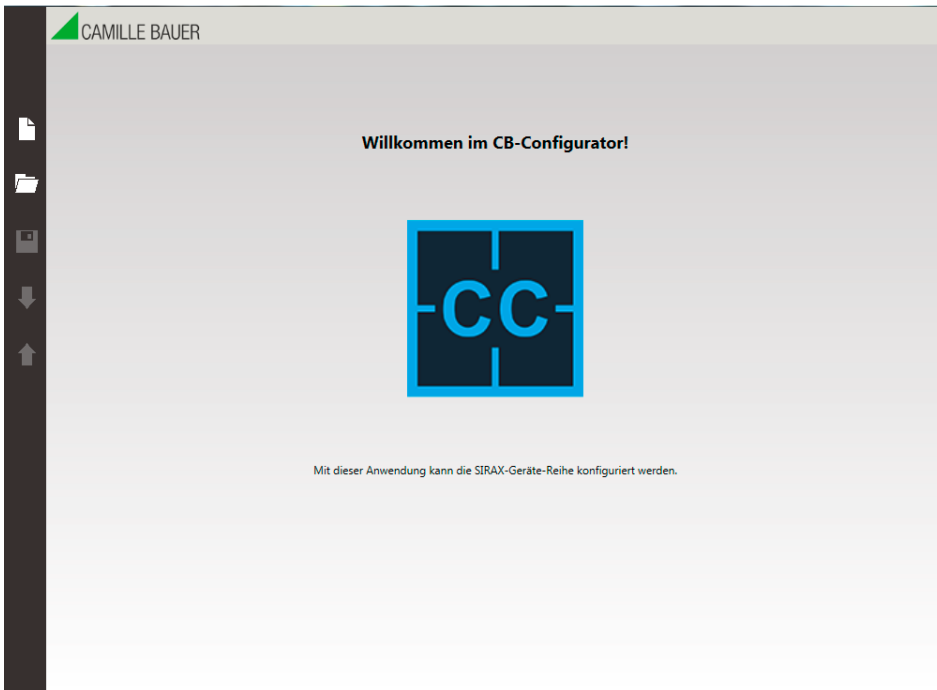 CAMILLE BAUER
Willkommen im CB-Configurator!
CC
Mit dieser Anwendung kann die SIRAX-Geräte-Reihe konfiguriert werden.